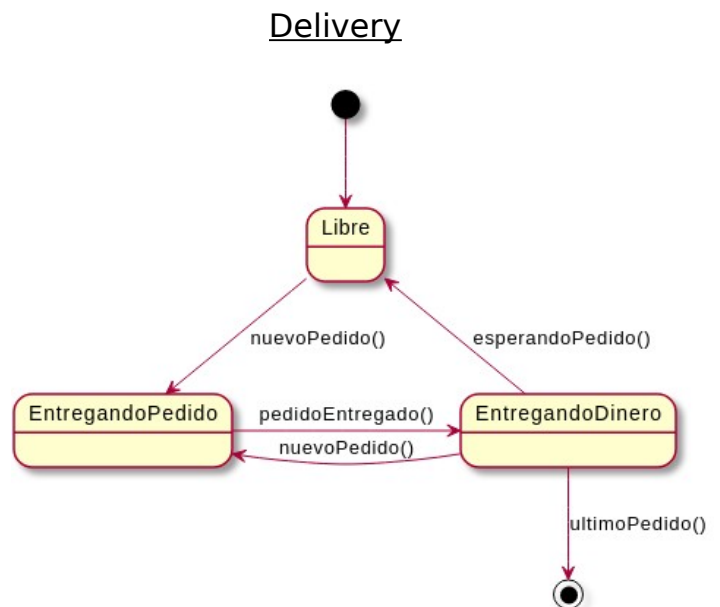 Delivery
Libre
nuevoPedido()
esperandoPedido()
EntregandoPedido
pedidoEntregado()
EntregandoDinero
nuevoPedido()
ultimoPedido()